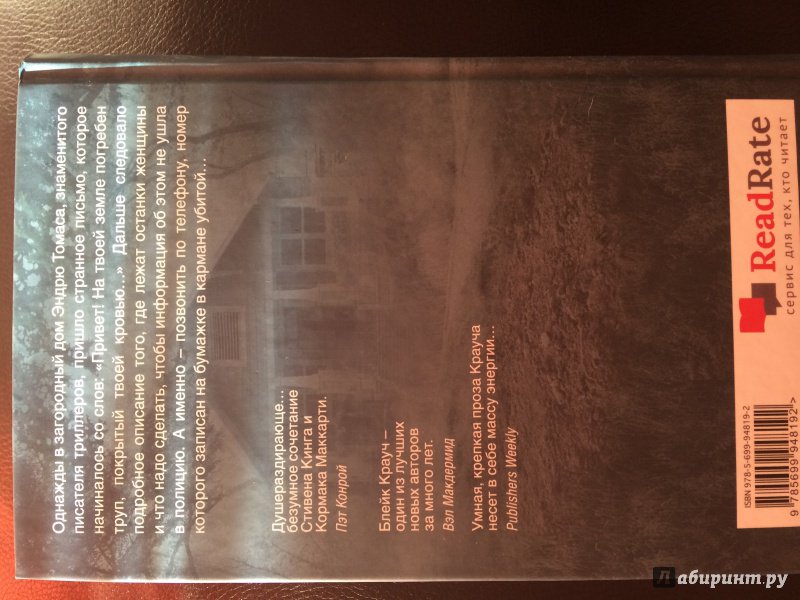 Однажды в загородный дом Эндрю Томаса, знаменитого
писателя триллеров, пришло странное письмо, которое
начиналось со слов: «Привет! На твоей земле погребен
труп, покрытый твоей кровью...» Дальше следовало
подробное описание того, где лежат останки женщины
и что надо сделать, чтобы информация об этом не ушла
в полицию. А именно – позвонить по телефону, номер
которого записан на бумажке в кармане убитой...
Душераздирающе...
безумное сочетание
Стивена Кинга и
Кормака Маккарти.
Пэт Конрой
Блейк Крауч –
один из лучших
новых авторов
за много лет.
Вэл Макдермид
Умная, крепкая проза Крауча
несет в себе массу энергии...
Publishers Weekly
ReadRate
сервис для тех, кто читает
ISBN 978-5-699-94819-2
9 785699 948192 >
Лабиринт.ру